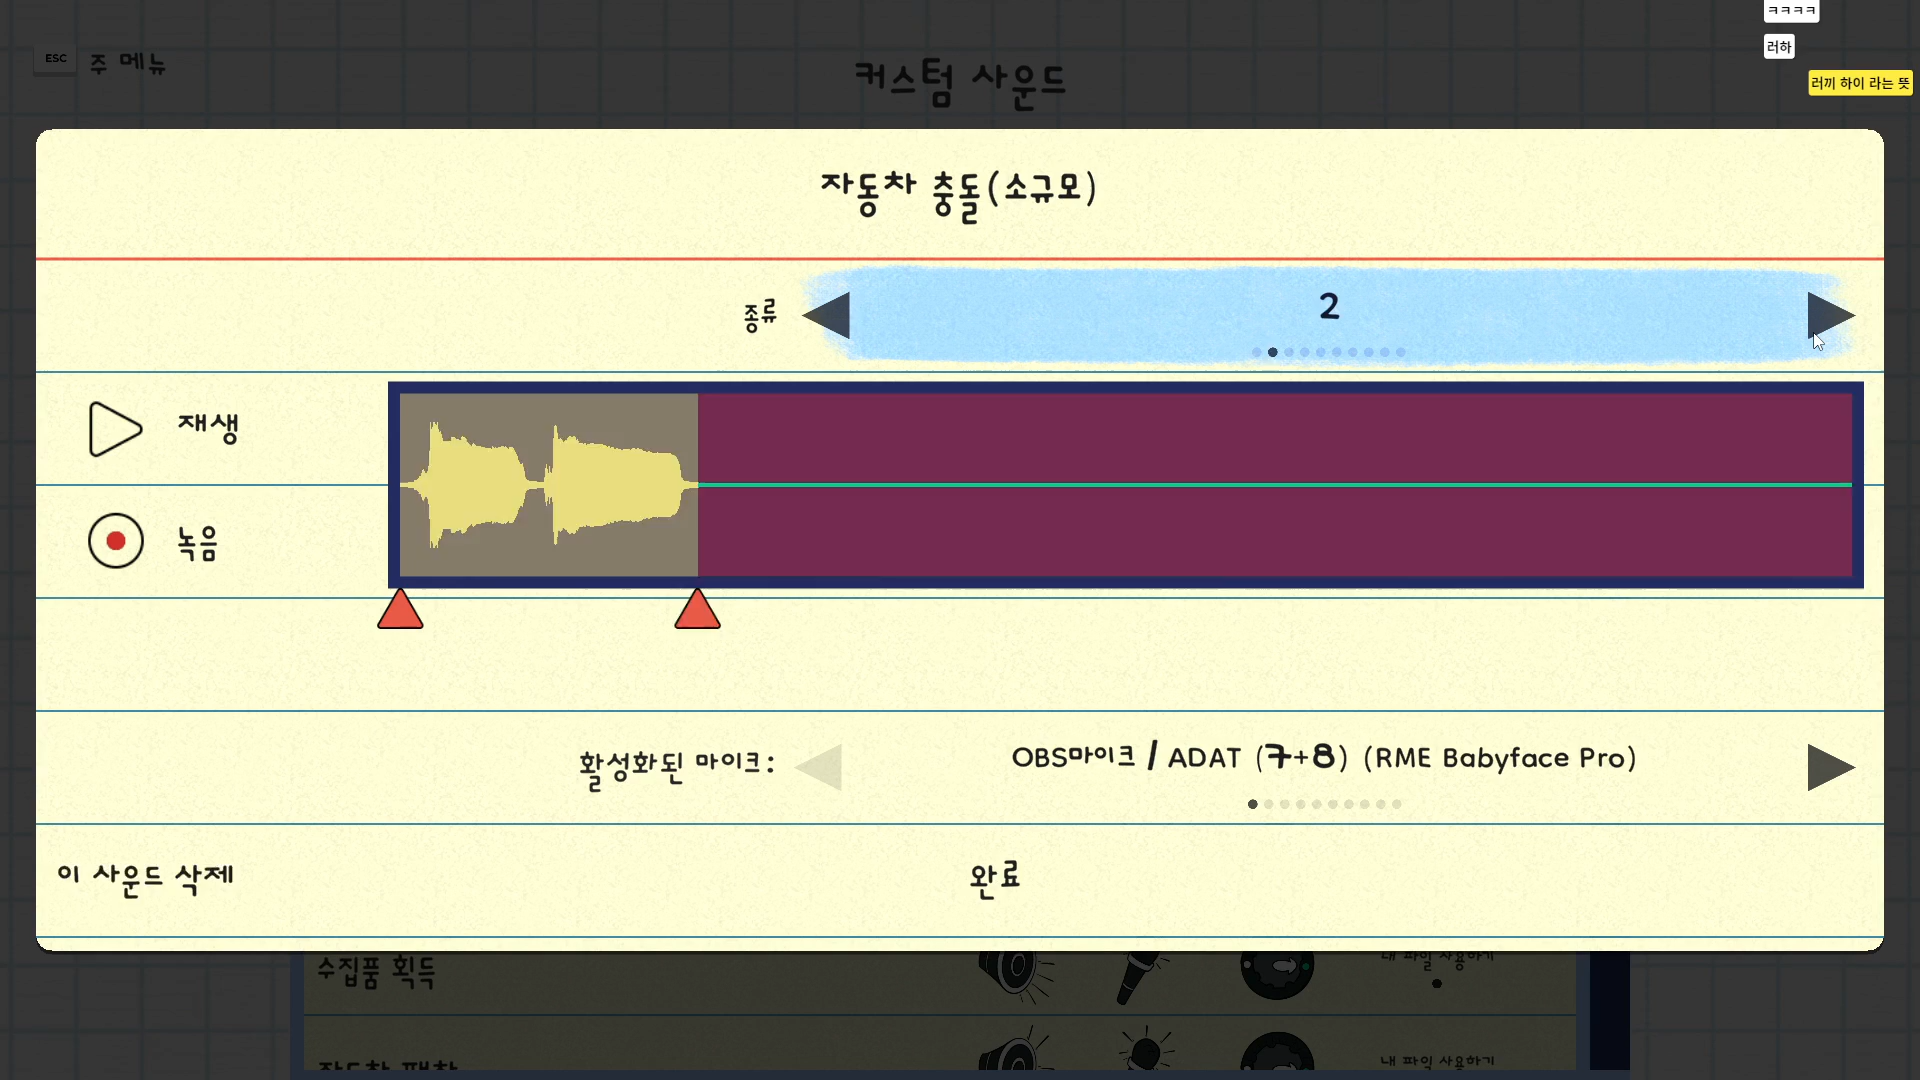 ㅋㅋㅋㅋ
러하
러끼 하이 라는 뜻
ESC 주 메뉴
커스텀 사운드
자동차 충돌(소규모)
종류 2
재생
녹음
활성화된 마이크: OBS마이크 / ADAT (7+8) (RME Babyface Pro)
이 사운드 삭제 완료
수집품 획득 내 파일 사용하기
내 파일 사용하기